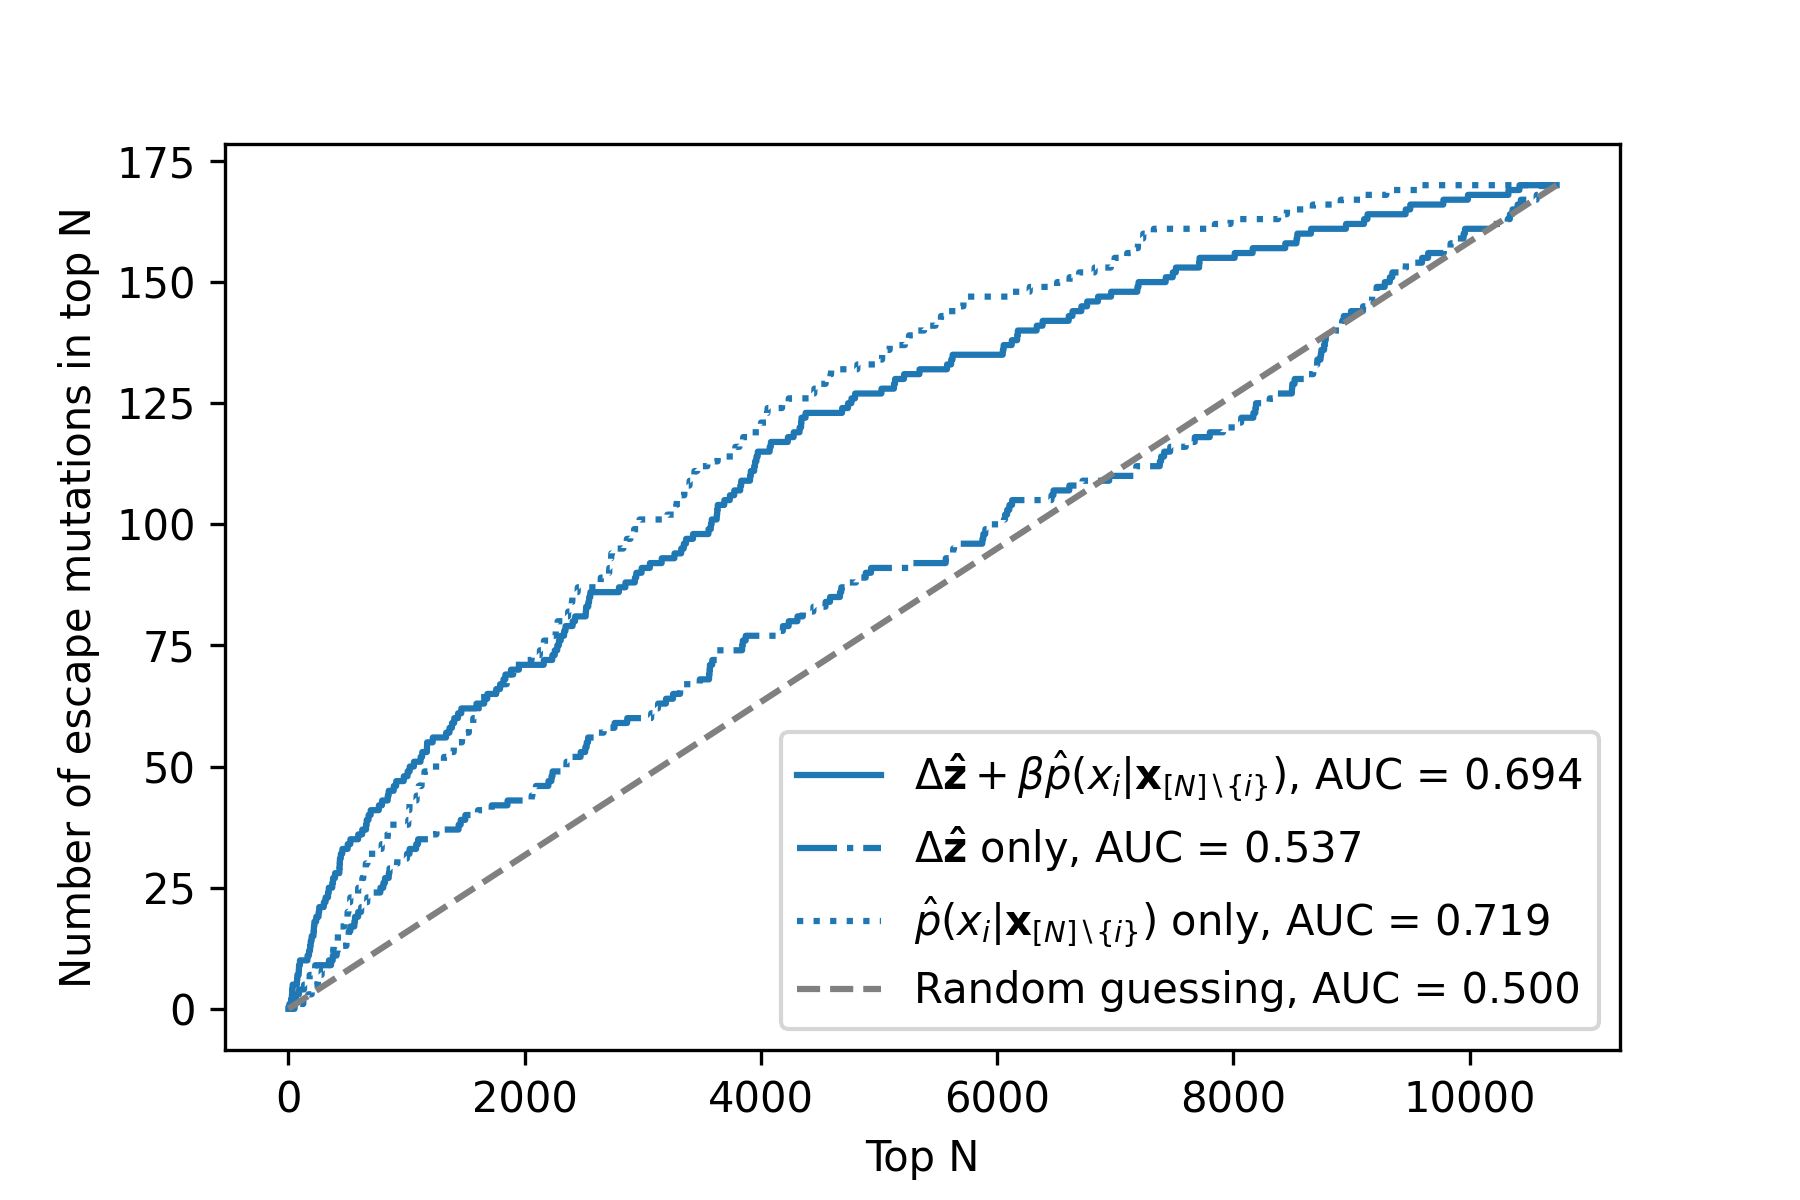 175
150
125
100
75
50
25
0
Number of escape mutations in top N
Δ𝐳̂ + βp̂(xᵢ|𝐱_{[N]∖{i}}), AUC = 0.694
Δ𝐳̂ only, AUC = 0.537
p̂(xᵢ|𝐱_{[N]∖{i}}) only, AUC = 0.719
Random guessing, AUC = 0.500
0 2000 4000 6000 8000 10000
Top N